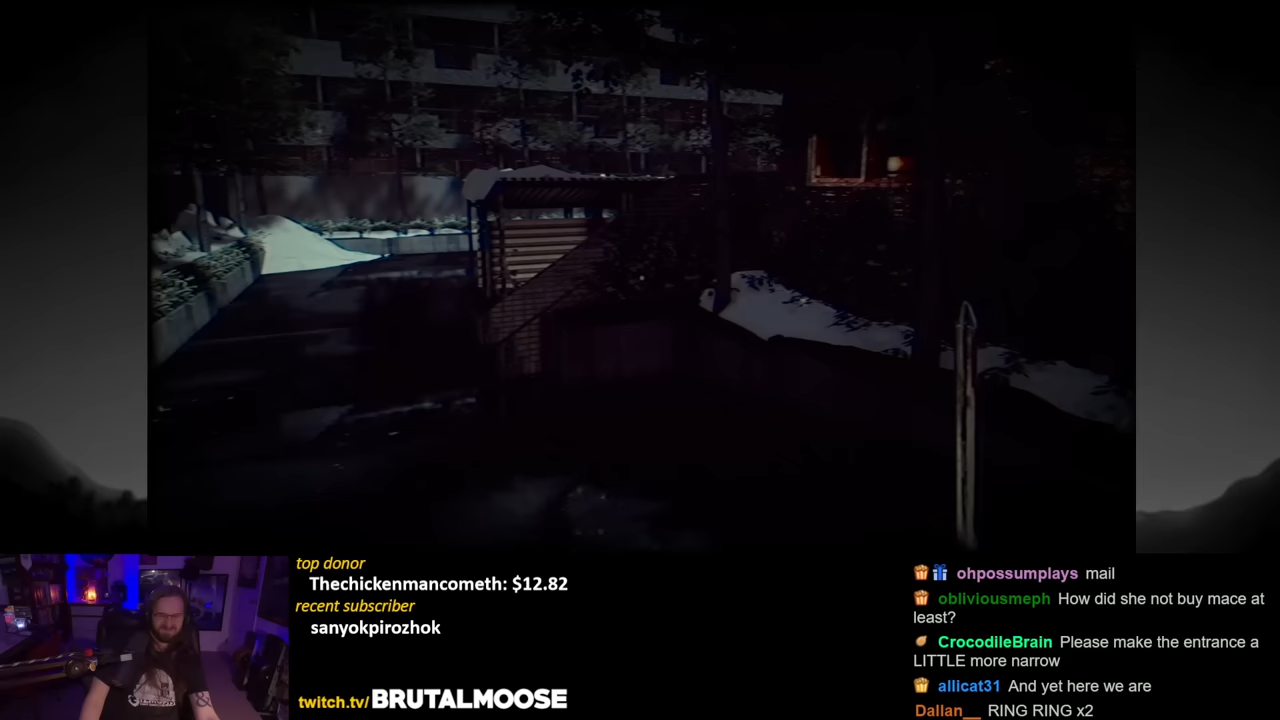 top donor
Thechickenmancometh: $12.82
recent subscriber
sanyokpirozhok
twitch.tv/BRUTALMOOSE
ohpossumplays mail
obliviousmeph How did she not buy mace at
least?
CrocodileBrain Please make the entrance a
LITTLE more narrow
allicat31 And yet here we are
Dallan__ RING RING x2